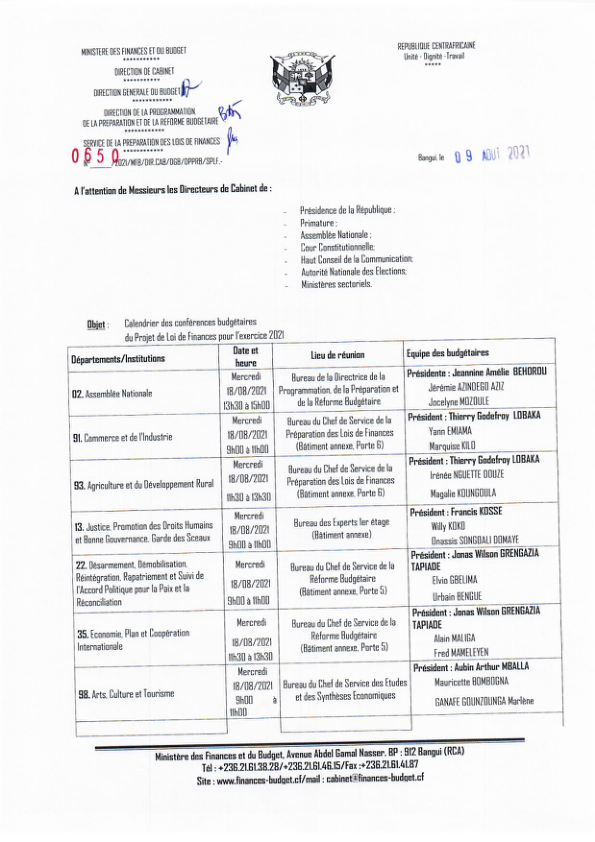 MINISTERE DES FINANCES ET DU BUDGET
***********
DIRECTION DE CABINET
***********
DIRECTION GENERALE DU BUDGET
***********
DIRECTION DE LA PROGRAMMATION
DE LA PREPARATION ET DE LA REFORME BUDGETAIRE
***********
SERVICE DE LA PREPARATION DES LOIS DE FINANCES
***********
0650
N°______/2021/MFB/DIR.CAB/DGB/DPPRB/SPLF.-
REPUBLIQUE CENTRAFRICAINE
Unité - Dignité -Travail
*****
Bangui, le 09 AOUT 2021
A l'attention de Messieurs les Directeurs de Cabinet de :
- Présidence de la République ;
- Primature ;
- Assemblée Nationale ;
- Cour Constitutionnelle;
- Haut Conseil de la Communication;
- Autorité Nationale des Elections;
- Ministères sectoriels.
Objet : Calendrier des conférences budgétaires
du Projet de Loi de Finances pour l'exercice 2021
Départements/Institutions
Date et
heure
Lieu de réunion
Equipe des budgétaires
02. Assemblée Nationale
Mercredi
18/08/2021
13h30 à 15h00
Bureau de la Directrice de la
Programmation, de la Préparation et
de la Réforme Budgétaire
Présidente : Jeannine Amélie BEHOROU
Jérémie AZINDEGO AZIZ
Jocelyne MOZOULE
91. Commerce et de l'Industrie
Mercredi
18/08/2021
9h00 à 11h00
Bureau du Chef de Service de la
Préparation des Lois de Finances
(Bâtiment annexe, Porte 6)
Président : Thierry Godefroy LOBAKA
Yann EMIAMA
Marquise KILO
93. Agriculture et du Développement Rural
Mercredi
18/08/2021
11h30 à 13h30
Bureau du Chef de Service de la
Préparation des Lois de Finances
(Bâtiment annexe, Porte 6)
Président : Thierry Godefroy LOBAKA
Irénée NGUETTE DOUZE
Magalie KOUNGOULA
13. Justice, Promotion des Droits Humains
et Bonne Gouvernance, Garde des Sceaux
Mercredi
18/08/2021
9h00 à 11h00
Bureau des Experts 1er étage
(Bâtiment annexe)
Président : Francis KOSSE
Willy KOKO
Onassis SONGDALI DOMAYE
22. Désarmement, Démobilisation,
Réintégration, Rapatriement et Suivi de
l'Accord Politique pour la Paix et la
Réconciliation
Mercredi
18/08/2021
9h00 à 11h00
Bureau du Chef de Service de la
Réforme Budgétaire
(Bâtiment annexe, Porte 5)
Président : Jonas Wilson GRENGAZIA
TAPIADE
Elvio GBELIMA
Urbain BENGUE
35. Economie, Plan et Coopération
Internationale
Mercredi
18/08/2021
11h30 à 13h30
Bureau du Chef de Service de la
Réforme Budgétaire
(Bâtiment annexe, Porte 5)
Président : Jonas Wilson GRENGAZIA
TAPIADE
Alain MALIGA
Fred MAMELEYEN
98. Arts, Culture et Tourisme
Mercredi
18/08/2021
9h00 à
11h00
Bureau du Chef de Service des Etudes
et des Synthèses Economiques
Président : Aubin Arthur MBALLA
Mauricette BOMBOGNA
GANAFE GOUNZOUNGA Marlène
Ministère des Finances et du Budget, Avenue Abdel Gamal Nasser. BP : 912 Bangui (RCA)
Tél : +236.21.61.38.28/+236.21.61.46.15/Fax :+236.21.61.41.87
Site : www.finances-budget.cf/mail : cabinet@finances-budget.cf